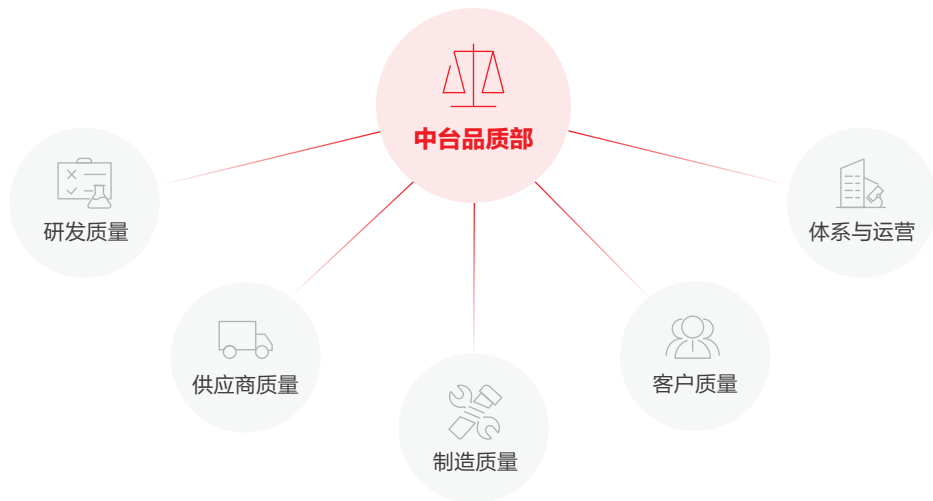 中台品质部
研发质量
体系与运营
供应商质量
客户质量
制造质量